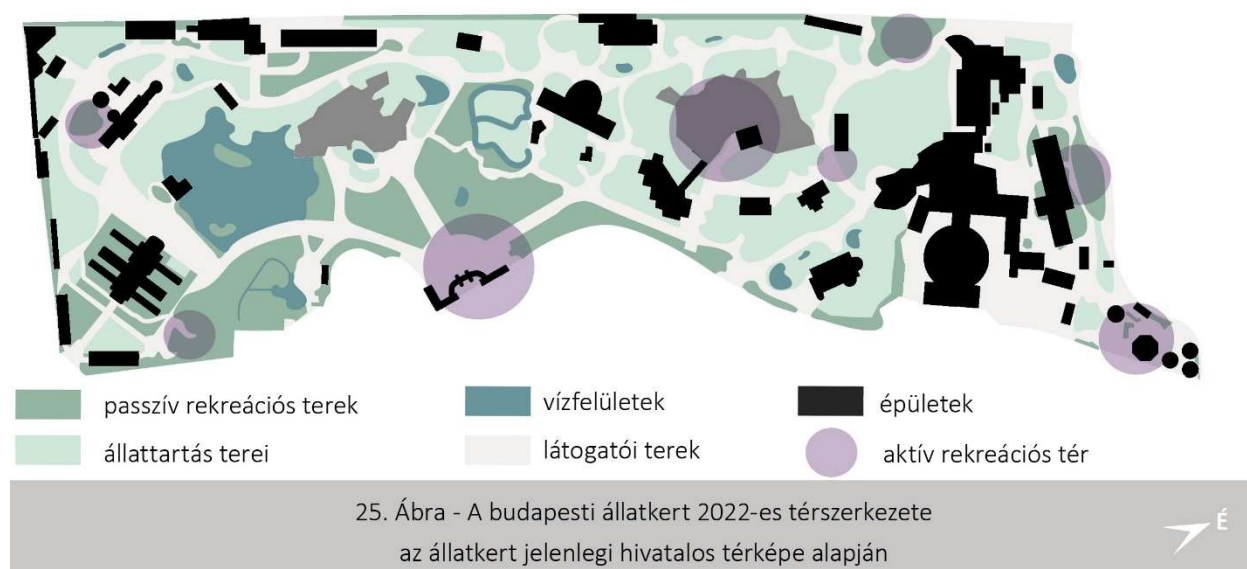 passzív rekreációs terek
vízfelületek
épületek
állattartás terei
látogatói terek
aktív rekreációs tér
25. Ábra - A budapesti állatkert 2022-es térszerkezete
az állatkert jelenlegi hivatalos térképe alapján
É